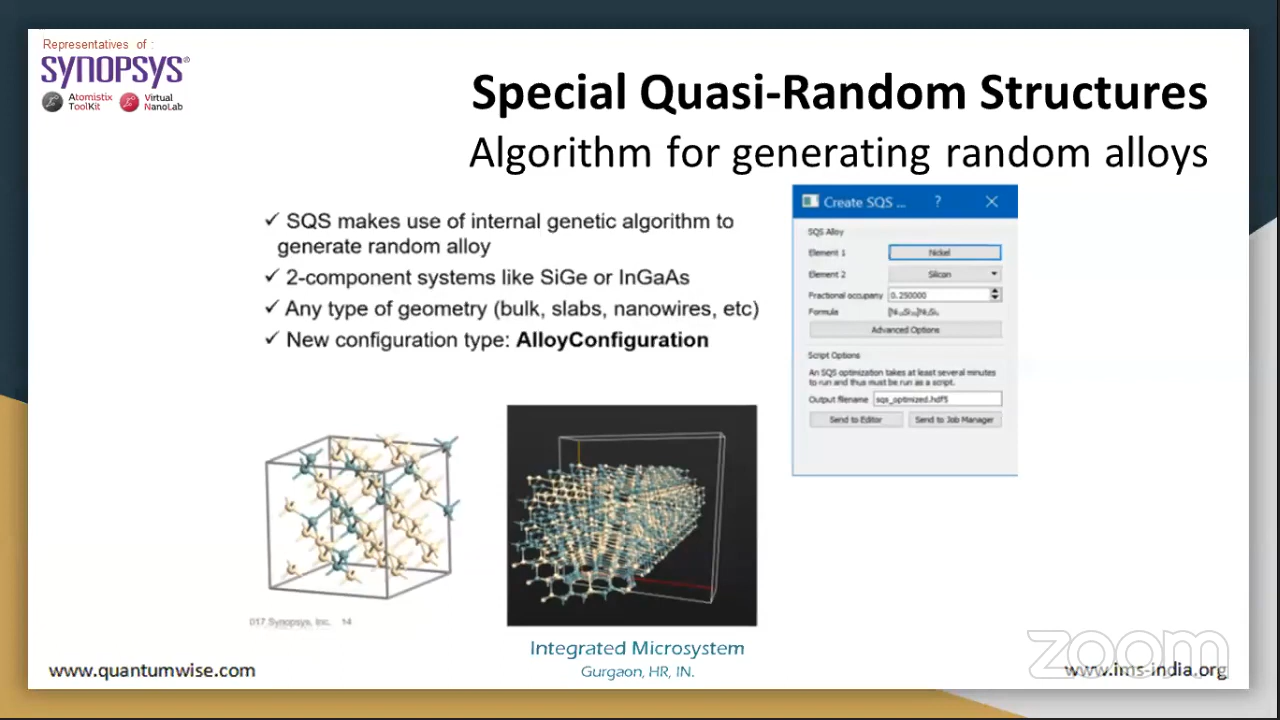 Representatives of :
SYNOPSYS®
Atomistix ToolKit
Virtual NanoLab
Special Quasi-Random Structures
Algorithm for generating random alloys
✓ SQS makes use of internal genetic algorithm to
generate random alloy
✓ 2-component systems like SiGe or InGaAs
✓ Any type of geometry (bulk, slabs, nanowires, etc)
✓ New configuration type: AlloyConfiguration
Create SQS ... ?
SQS Alloy
Element 1 Nickel
Element 2 Silicon
Fractional occupany 0.250000
Formula
Advanced Options
Script Options
An SQS optimization takes at least several minutes
to run and thus must be run as a script.
Output filename sqs_optimized.hdf5
Send to Editor Send to Job Manager
017 Synopsys, Inc. 14
Integrated Microsystem
Gurgaon, HR, IN.
www.quantumwise.com
zoom
www.ims-india.org